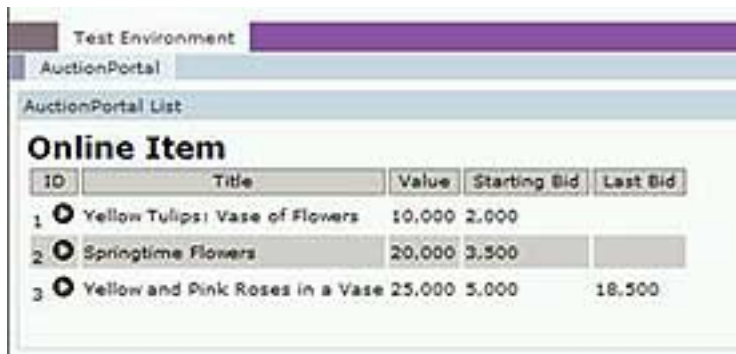 Test Environment
AuctionPortal
AuctionPortal List
Online Item
ID Title Value Starting Bid Last Bid
1 Yellow Tulips: Vase of Flowers 10,000 2,000
2 Springtime Flowers 20,000 3,500
3 Yellow and Pink Roses in a Vase 25,000 5,000 18,500